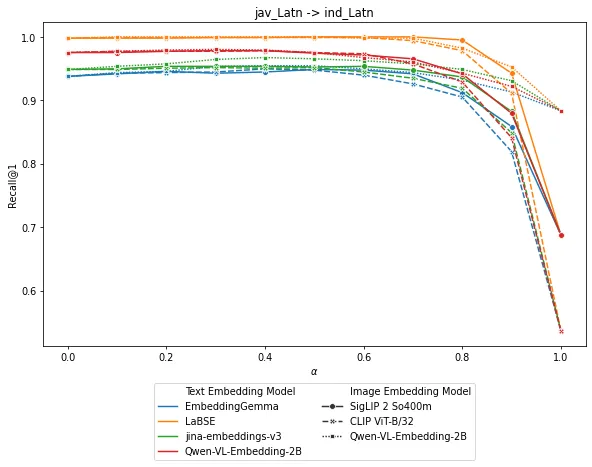 jav_Latn -> ind_Latn
Recall@1
1.0
0.9
0.8
0.7
0.6
0.0 0.2 0.4 0.6 0.8 1.0
α
Text Embedding Model Image Embedding Model
EmbeddingGemma SigLIP 2 So400m
LaBSE CLIP ViT-B/32
jina-embeddings-v3 Qwen-VL-Embedding-2B
Qwen-VL-Embedding-2B